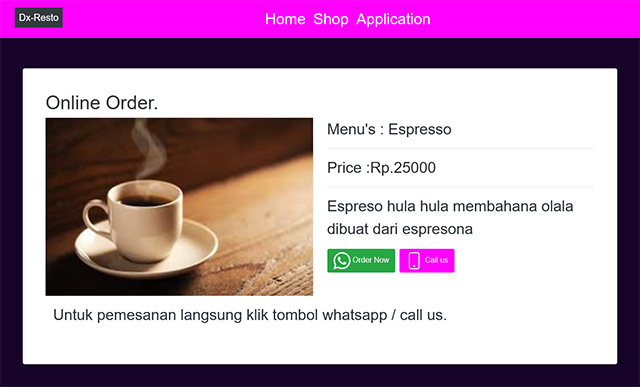 Dx-Resto
Home Shop Application
Online Order.
Menu's : Espresso
Price :Rp.25000
Espreso hula hula membahana olala
dibuat dari espresona
Order Now
Call us
Untuk pemesanan langsung klik tombol whatsapp / call us.